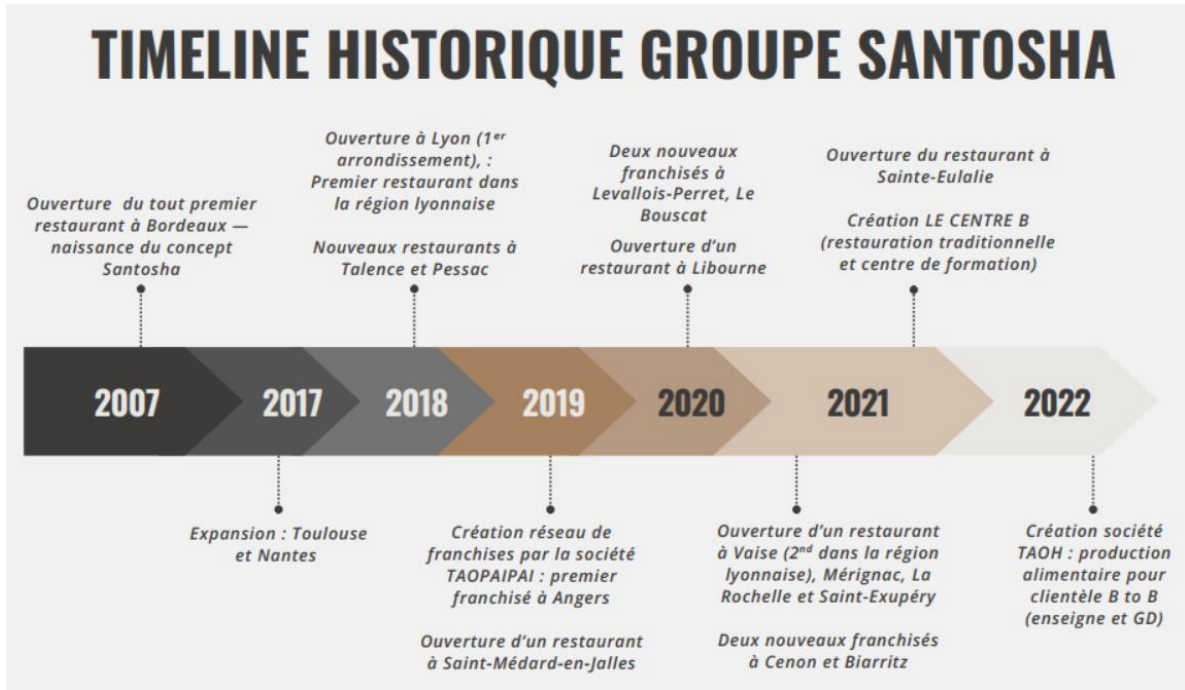 TIMELINE HISTORIQUE GROUPE SANTOSHA
Ouverture du tout premier
restaurant à Bordeaux —
naissance du concept
Santosha
Ouverture à Lyon (1er
arrondissement), :
Premier restaurant dans
la région lyonnaise
Nouveaux restaurants à
Talence et Pessac
Deux nouveaux
franchisés à
Levallois-Perret, Le
Bouscat
Ouverture d’un
restaurant à Libourne
Ouverture du restaurant à
Sainte-Eulalie
Création LE CENTRE B
(restauration traditionnelle
et centre de formation)
2007
2017
2018
2019
2020
2021
2022
Expansion : Toulouse
et Nantes
Création réseau de
franchises par la société
TAOPAIPAI : premier
franchisé à Angers
Ouverture d’un restaurant
à Saint-Médard-en-Jalles
Ouverture d’un restaurant
à Vaise (2nd dans la région
lyonnaise), Mérignac, La
Rochelle et Saint-Exupéry
Deux nouveaux franchisés
à Cenon et Biarritz
Création société
TAOH : production
alimentaire pour
clientèle B to B
(enseigne et GD)